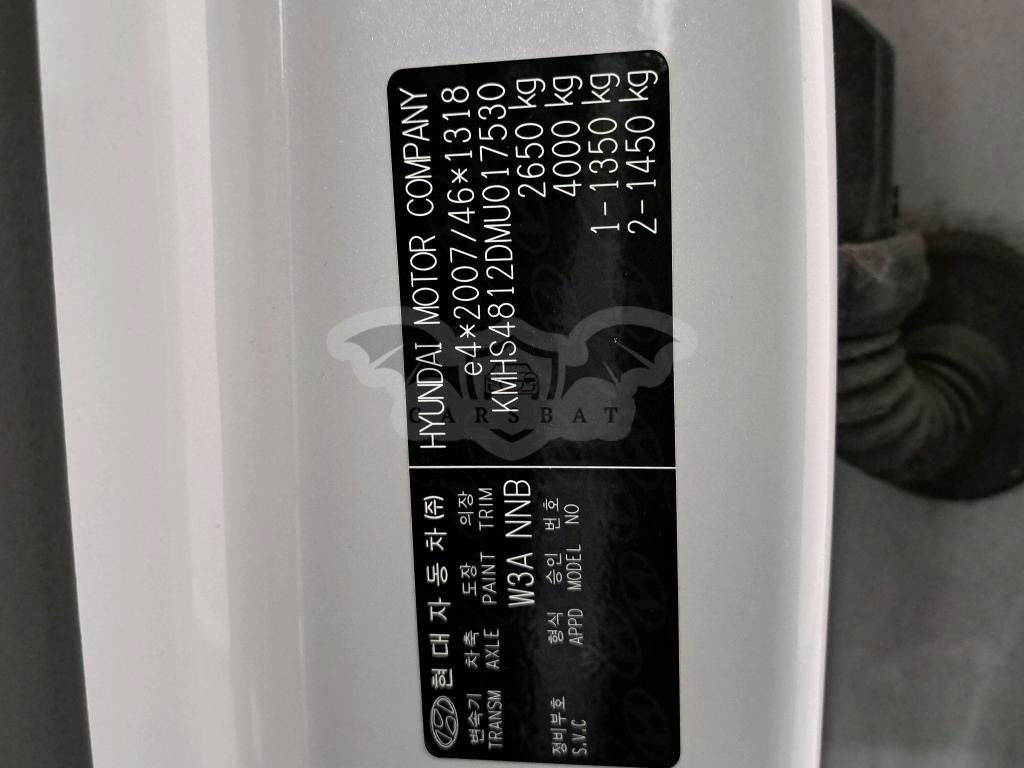 현대자동차(주)
변속기 차축 도장 의장
TRANSM AXLE PAINT TRIM
W3A NNB
정비부호 형식 승인 번호
S.V.C APPD MODEL NO
HYUNDAI MOTOR COMPANY
e4*2007/46*1318
KMHS4812DMU017530
2650 kg
4000 kg
1-1350 kg
2-1450 kg
CARSBAT